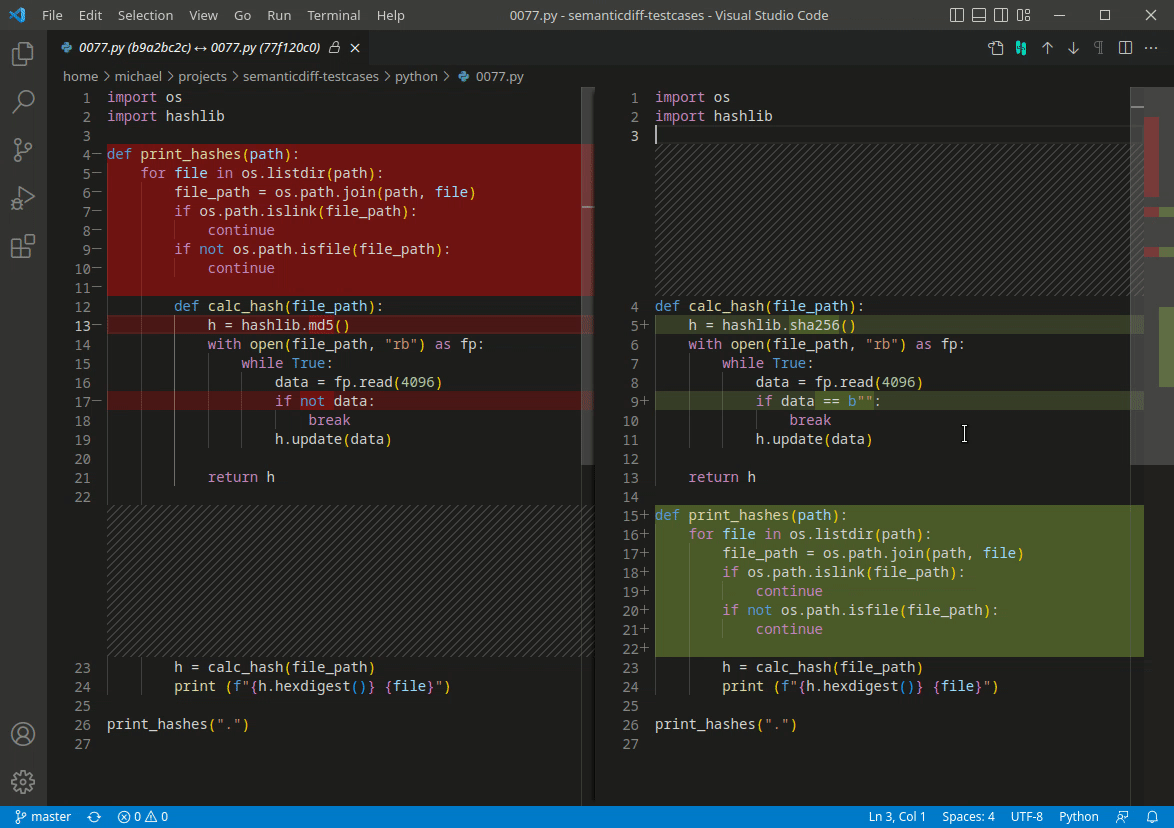 File Edit Selection View Go Run Terminal Help 0077.py - semanticdiff-testcases - Visual Studio Code
0077.py (b9a2bc2c) ↔ 0077.py (77f120c0)
home > michael > projects > semanticdiff-testcases > python > 0077.py
1 import os
2 import hashlib
3
4— def print_hashes(path):
5— for file in os.listdir(path):
6— file_path = os.path.join(path, file)
7— if os.path.islink(file_path):
8— continue
9— if not os.path.isfile(file_path):
10— continue
11—
12 def calc_hash(file_path):
13— h = hashlib.md5()
14 with open(file_path, "rb") as fp:
15 while True:
16 data = fp.read(4096)
17— if not data:
18 break
19 h.update(data)
20
21 return h
22
23 h = calc_hash(file_path)
24 print (f"{h.hexdigest()} {file}")
25
26 print_hashes(".")
27
1 import os
2 import hashlib
3
4 def calc_hash(file_path):
5+ h = hashlib.sha256()
6 with open(file_path, "rb") as fp:
7 while True:
8 data = fp.read(4096)
9+ if data == b"":
10 break
11 h.update(data)
12
13 return h
14
15+ def print_hashes(path):
16+ for file in os.listdir(path):
17+ file_path = os.path.join(path, file)
18+ if os.path.islink(file_path):
19+ continue
20+ if not os.path.isfile(file_path):
21+ continue
22+
23 h = calc_hash(file_path)
24 print (f"{h.hexdigest()} {file}")
25
26 print_hashes(".")
27
master 0 0 Ln 3, Col 1 Spaces: 4 UTF-8 Python